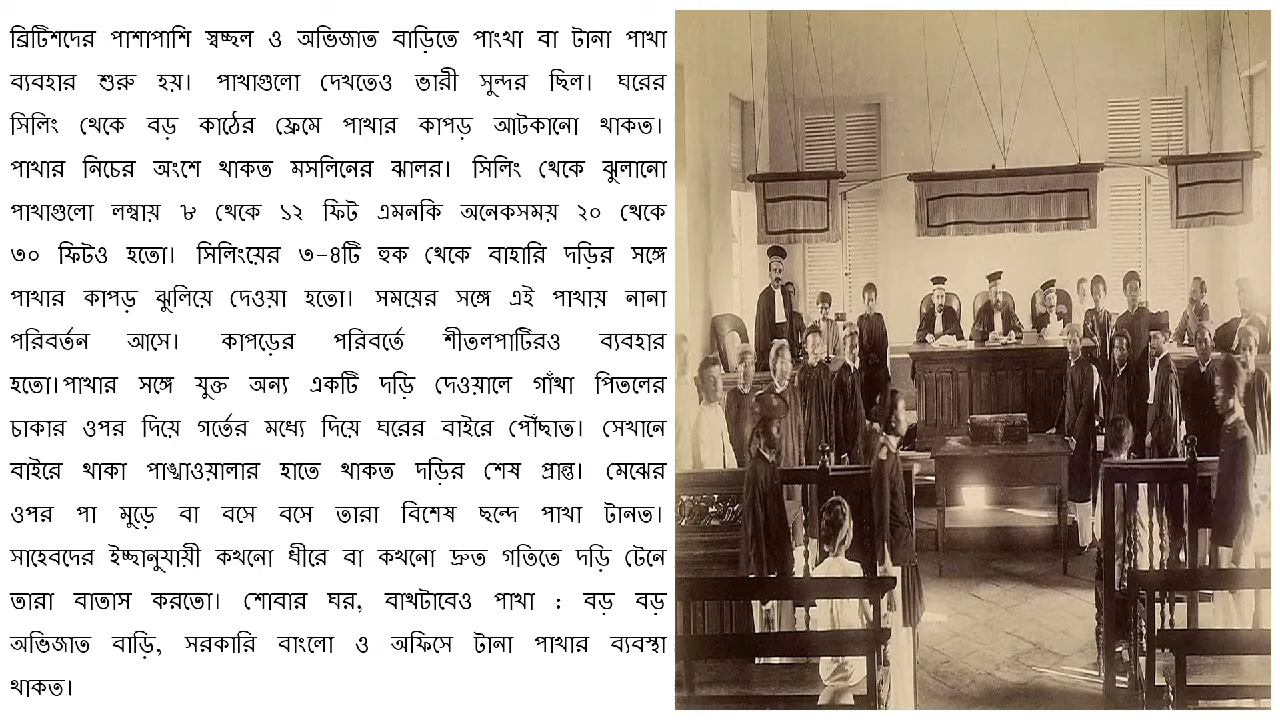 ব্রিটিশদের পাশাপাশি স্বচ্ছল ও অভিজাত বাড়িতে পাংখা বা টানা পাখা
ব্যবহার শুরু হয়। পাখাগুলো দেখতেও ভারী সুন্দর ছিল। ঘরের
সিলিং থেকে বড় কাঠের ফ্রেমে পাখার কাপড় আটকানো থাকত।
পাখার নিচের অংশে থাকত মসলিনের ঝালর। সিলিং থেকে ঝুলানো
পাখাগুলো লম্বায় ৮ থেকে ১২ ফিট এমনকি অনেকসময় ২০ থেকে
৩০ ফিটও হতো। সিলিংয়ের ৩-৪টি হুক থেকে বাহারি দড়ির সঙ্গে
পাখার কাপড় ঝুলিয়ে দেওয়া হতো। সময়ের সঙ্গে এই পাখায় নানা
পরিবর্তন আসে। কাপড়ের পরিবর্তে শীতলপাটিরও ব্যবহার
হতো।পাখার সঙ্গে যুক্ত অন্য একটি দড়ি দেওয়ালে গাঁথা পিতলের
চাকার ওপর দিয়ে গর্তের মধ্যে দিয়ে ঘরের বাইরে পৌঁছাত। সেখানে
বাইরে থাকা পাঙ্খাওয়ালার হাতে থাকত দড়ির শেষ প্রান্ত। মেঝের
ওপর পা মুড়ে বা বসে বসে তারা বিশেষ ছন্দে পাখা টানত।
সাহেবদের ইচ্ছানুযায়ী কখনো ধীরে বা কখনো দ্রুত গতিতে দড়ি টেনে
তারা বাতাস করতো। শোবার ঘর, বাথটাবেও পাখা : বড় বড়
অভিজাত বাড়ি, সরকারি বাংলো ও অফিসে টানা পাখার ব্যবস্থা
থাকত।